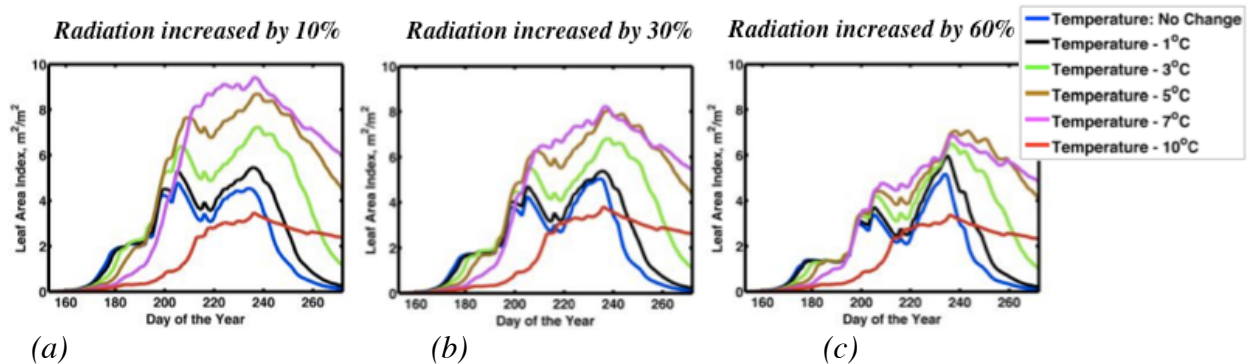 Radiation increased by 10%
Radiation increased by 30%
Radiation increased by 60%
Temperature: No Change
Temperature - 1°C
Temperature - 3°C
Temperature - 5°C
Temperature - 7°C
Temperature - 10°C
Leaf Area Index, m²/m²
10
8
6
4
2
0
160 180 200 220 240 260
Day of the Year
(a)
Leaf Area Index, m²/m²
10
8
6
4
2
0
160 180 200 220 240 260
Day of the Year
(b)
Leaf Area Index, m²/m²
10
8
6
4
2
0
160 180 200 220 240 260
Day of the Year
(c)